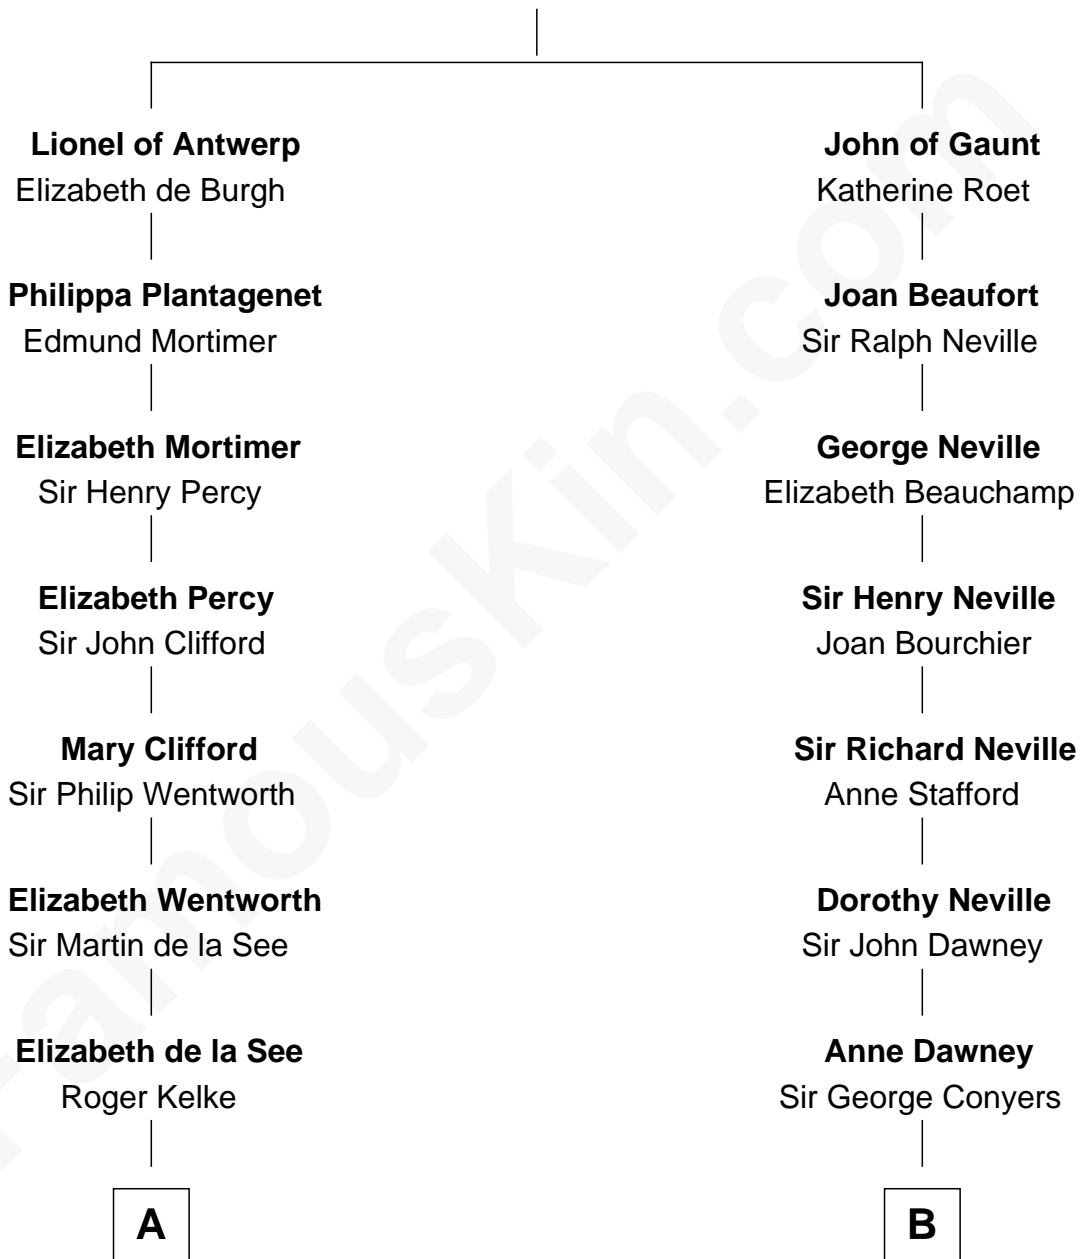 Lionel of Antwerp
Elizabeth de Burgh
Philippa Plantagenet
Edmund Mortimer
Elizabeth Mortimer
Sir Henry Percy
Elizabeth Percy
Sir John Clifford
Mary Clifford
Sir Philip Wentworth
Elizabeth Wentworth
Sir Martin de la See
Elizabeth de la See
Roger Kelke
A
John of Gaunt
Katherine Roet
Joan Beaufort
Sir Ralph Neville
George Neville
Elizabeth Beauchamp
Sir Henry Neville
Joan Bourchier
Sir Richard Neville
Anne Stafford
Dorothy Neville
Sir John Dawney
Anne Dawney
Sir George Conyers
B
FamousKin.com